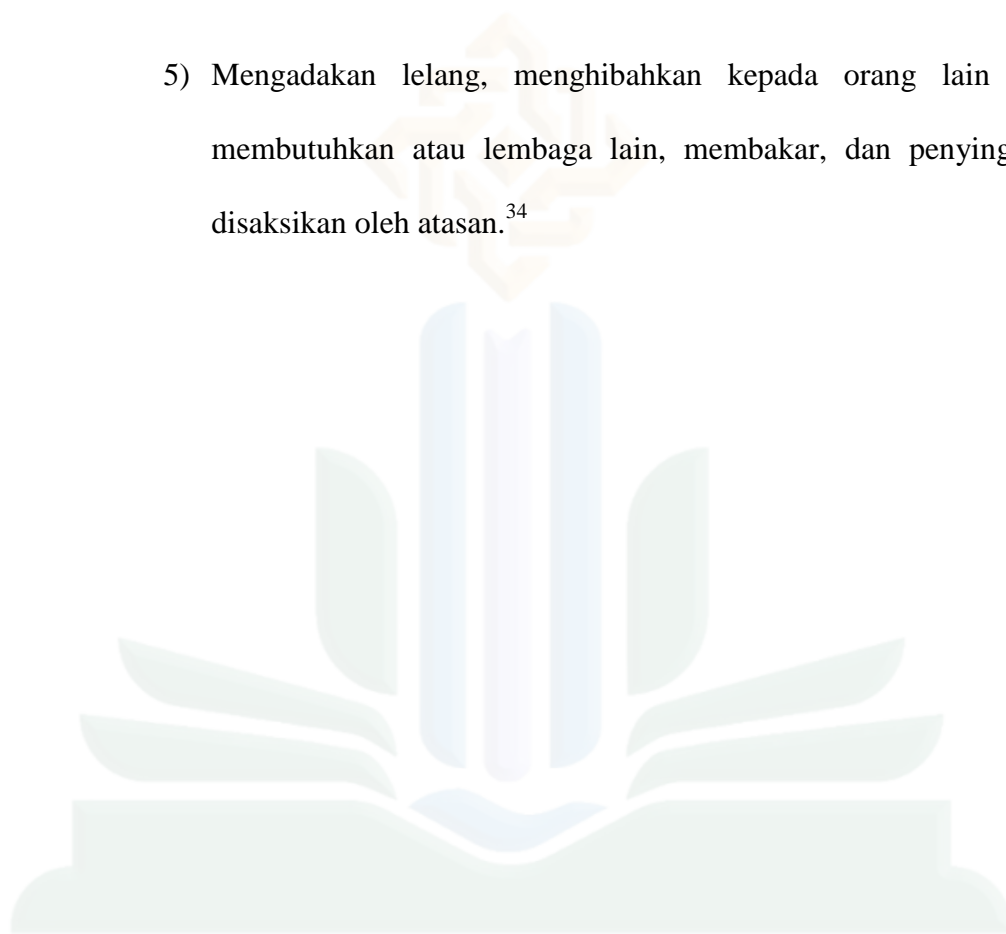 5) Mengadakan lelang, menghibahkan kepada orang lain
membutuhkan atau lembaga lain, membakar, dan penying
disaksikan oleh atasan.34